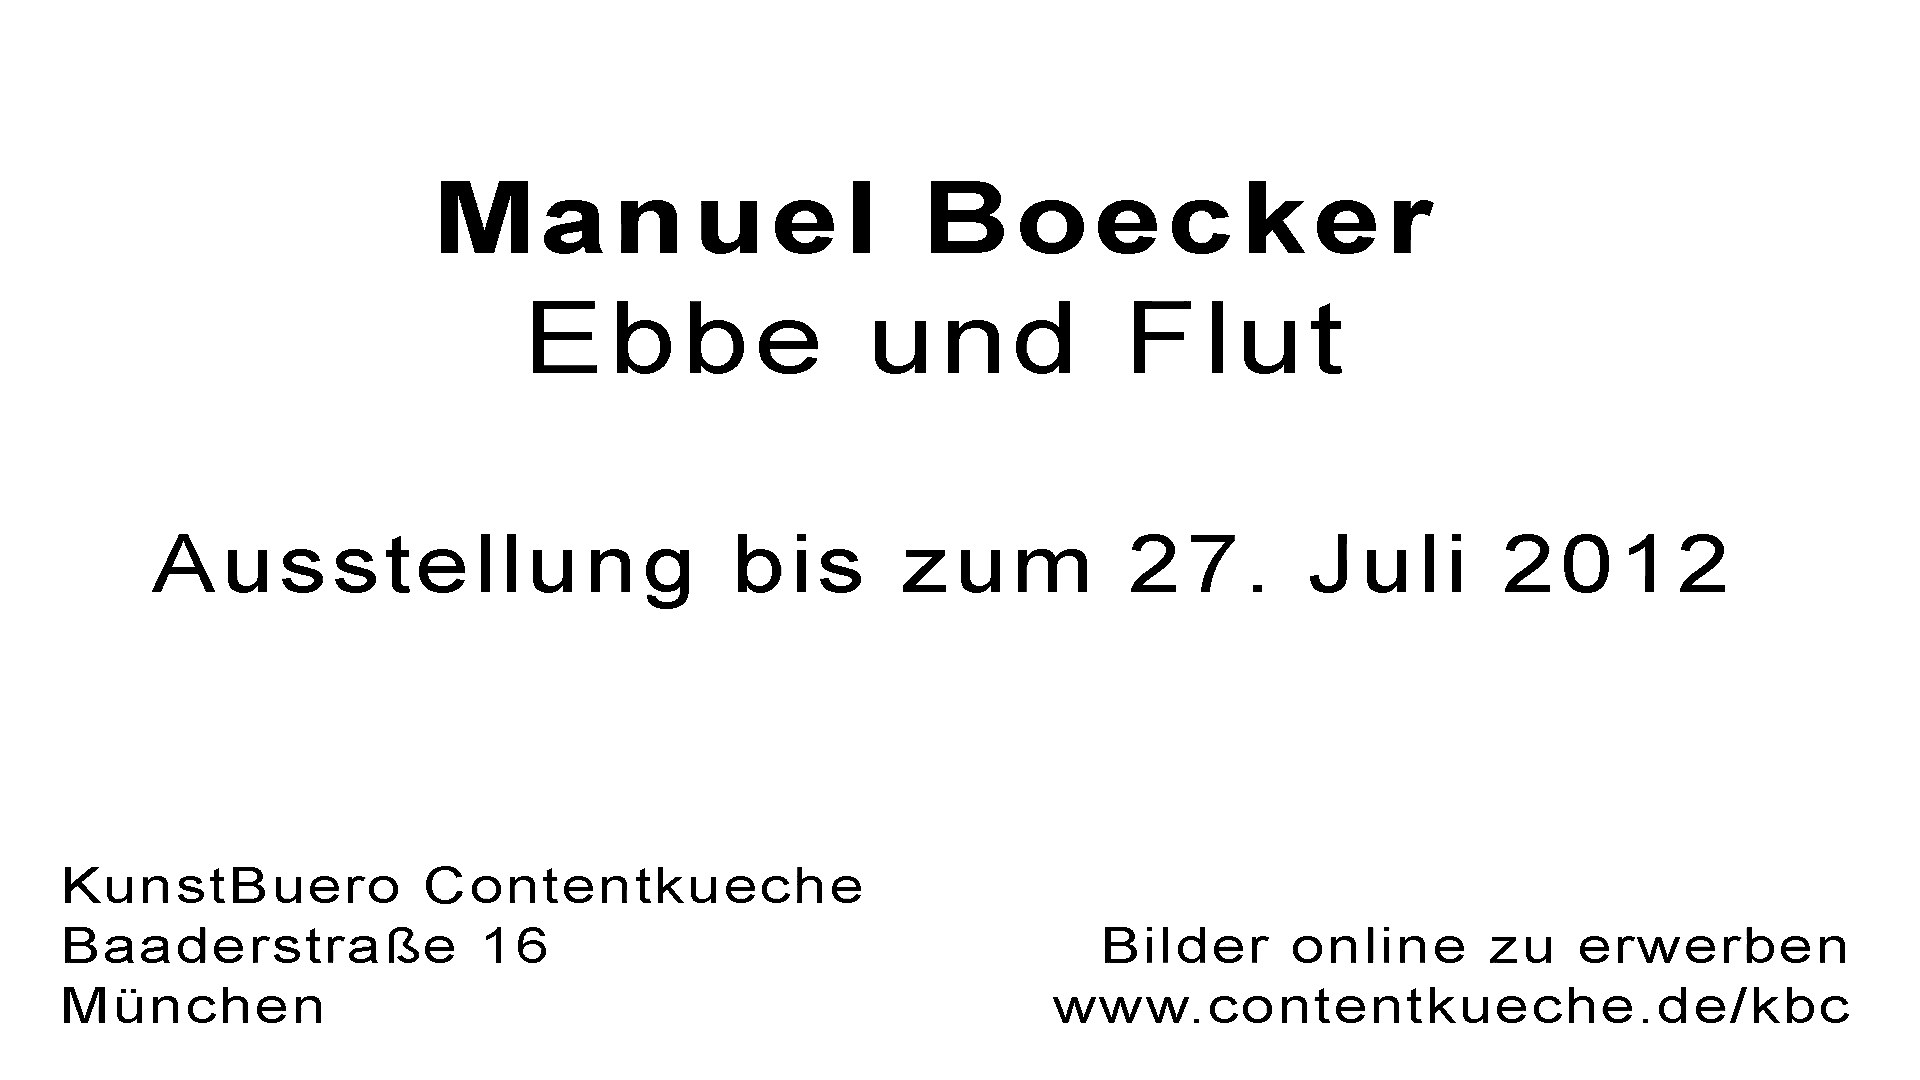 Manuel Boecker
Ebbe und Flut
Ausstellung bis zum 27. Juli 2012
KunstBuero Contentkueche
Baaderstraße 16
München
Bilder online zu erwerben
www.contentkueche.de/kbc